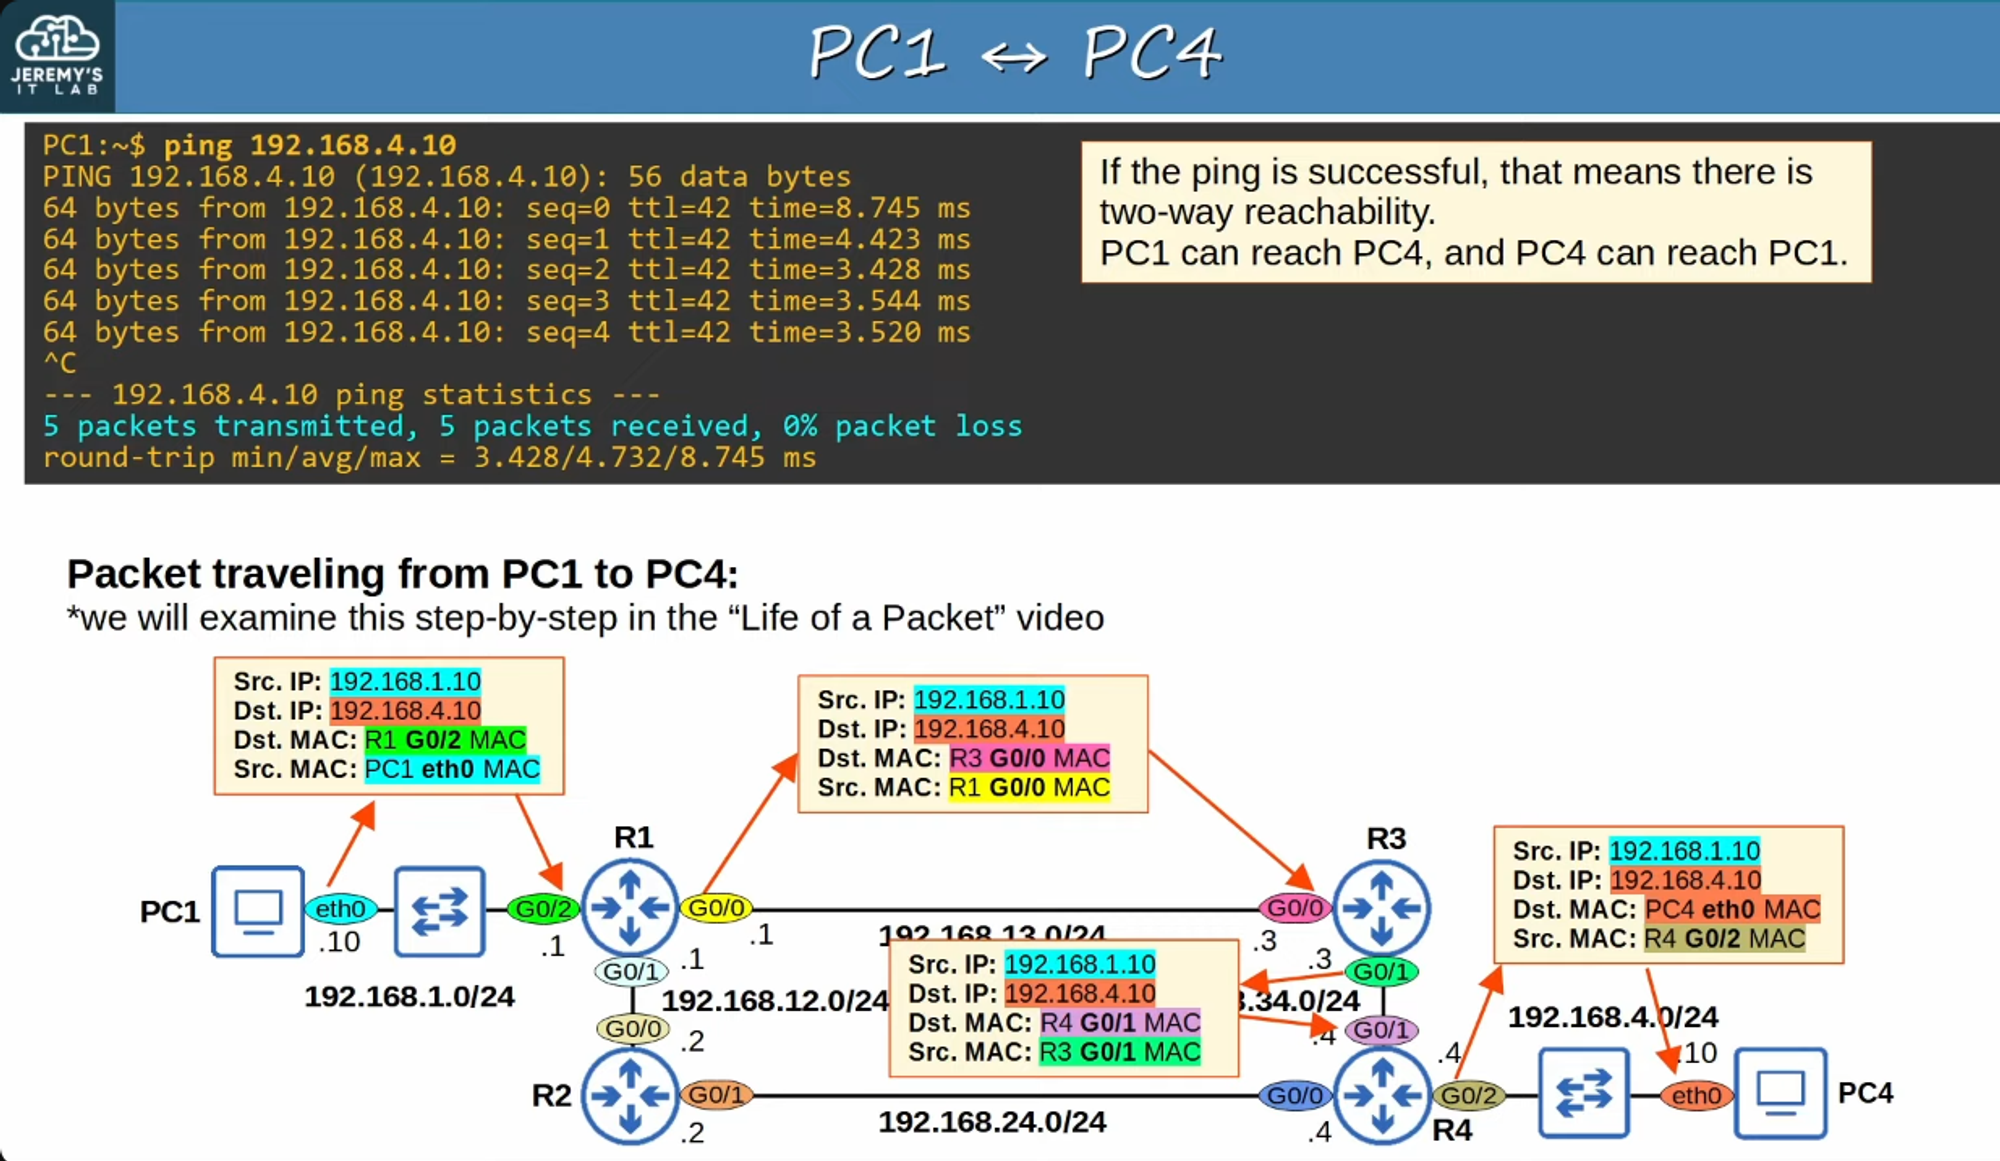 JEREMY'S
IT LAB
PC1 ↔ PC4
PC1:~$ ping 192.168.4.10
PING 192.168.4.10 (192.168.4.10): 56 data bytes
64 bytes from 192.168.4.10: seq=0 ttl=42 time=8.745 ms
64 bytes from 192.168.4.10: seq=1 ttl=42 time=4.423 ms
64 bytes from 192.168.4.10: seq=2 ttl=42 time=3.428 ms
64 bytes from 192.168.4.10: seq=3 ttl=42 time=3.544 ms
64 bytes from 192.168.4.10: seq=4 ttl=42 time=3.520 ms
^C
--- 192.168.4.10 ping statistics ---
5 packets transmitted, 5 packets received, 0% packet loss
round-trip min/avg/max = 3.428/4.732/8.745 ms
If the ping is successful, that means there is
two-way reachability.
PC1 can reach PC4, and PC4 can reach PC1.
Packet traveling from PC1 to PC4:
*we will examine this step-by-step in the “Life of a Packet” video
Src. IP: 192.168.1.10
Dst. IP: 192.168.4.10
Dst. MAC: R1 G0/2 MAC
Src. MAC: PC1 eth0 MAC
Src. IP: 192.168.1.10
Dst. IP: 192.168.4.10
Dst. MAC: R3 G0/0 MAC
Src. MAC: R1 G0/0 MAC
Src. IP: 192.168.1.10
Dst. IP: 192.168.4.10
Dst. MAC: PC4 eth0 MAC
Src. MAC: R4 G0/2 MAC
R1
R3
PC1
eth0
G0/2
G0/0
G0/0
.10
.1
.1
192.168.13.0/24
.3
G0/1
.1
.3
G0/1
192.168.1.0/24
192.168.12.0/24
Src. IP: 192.168.1.10
Dst. IP: 192.168.4.10
Dst. MAC: R4 G0/1 MAC
Src. MAC: R3 G0/1 MAC
3.34.0/24
192.168.4.0/24
G0/0
.2
.4
G0/1
.4
.10
R2
G0/1
G0/0
G0/2
eth0
PC4
.2
192.168.24.0/24
.4
R4